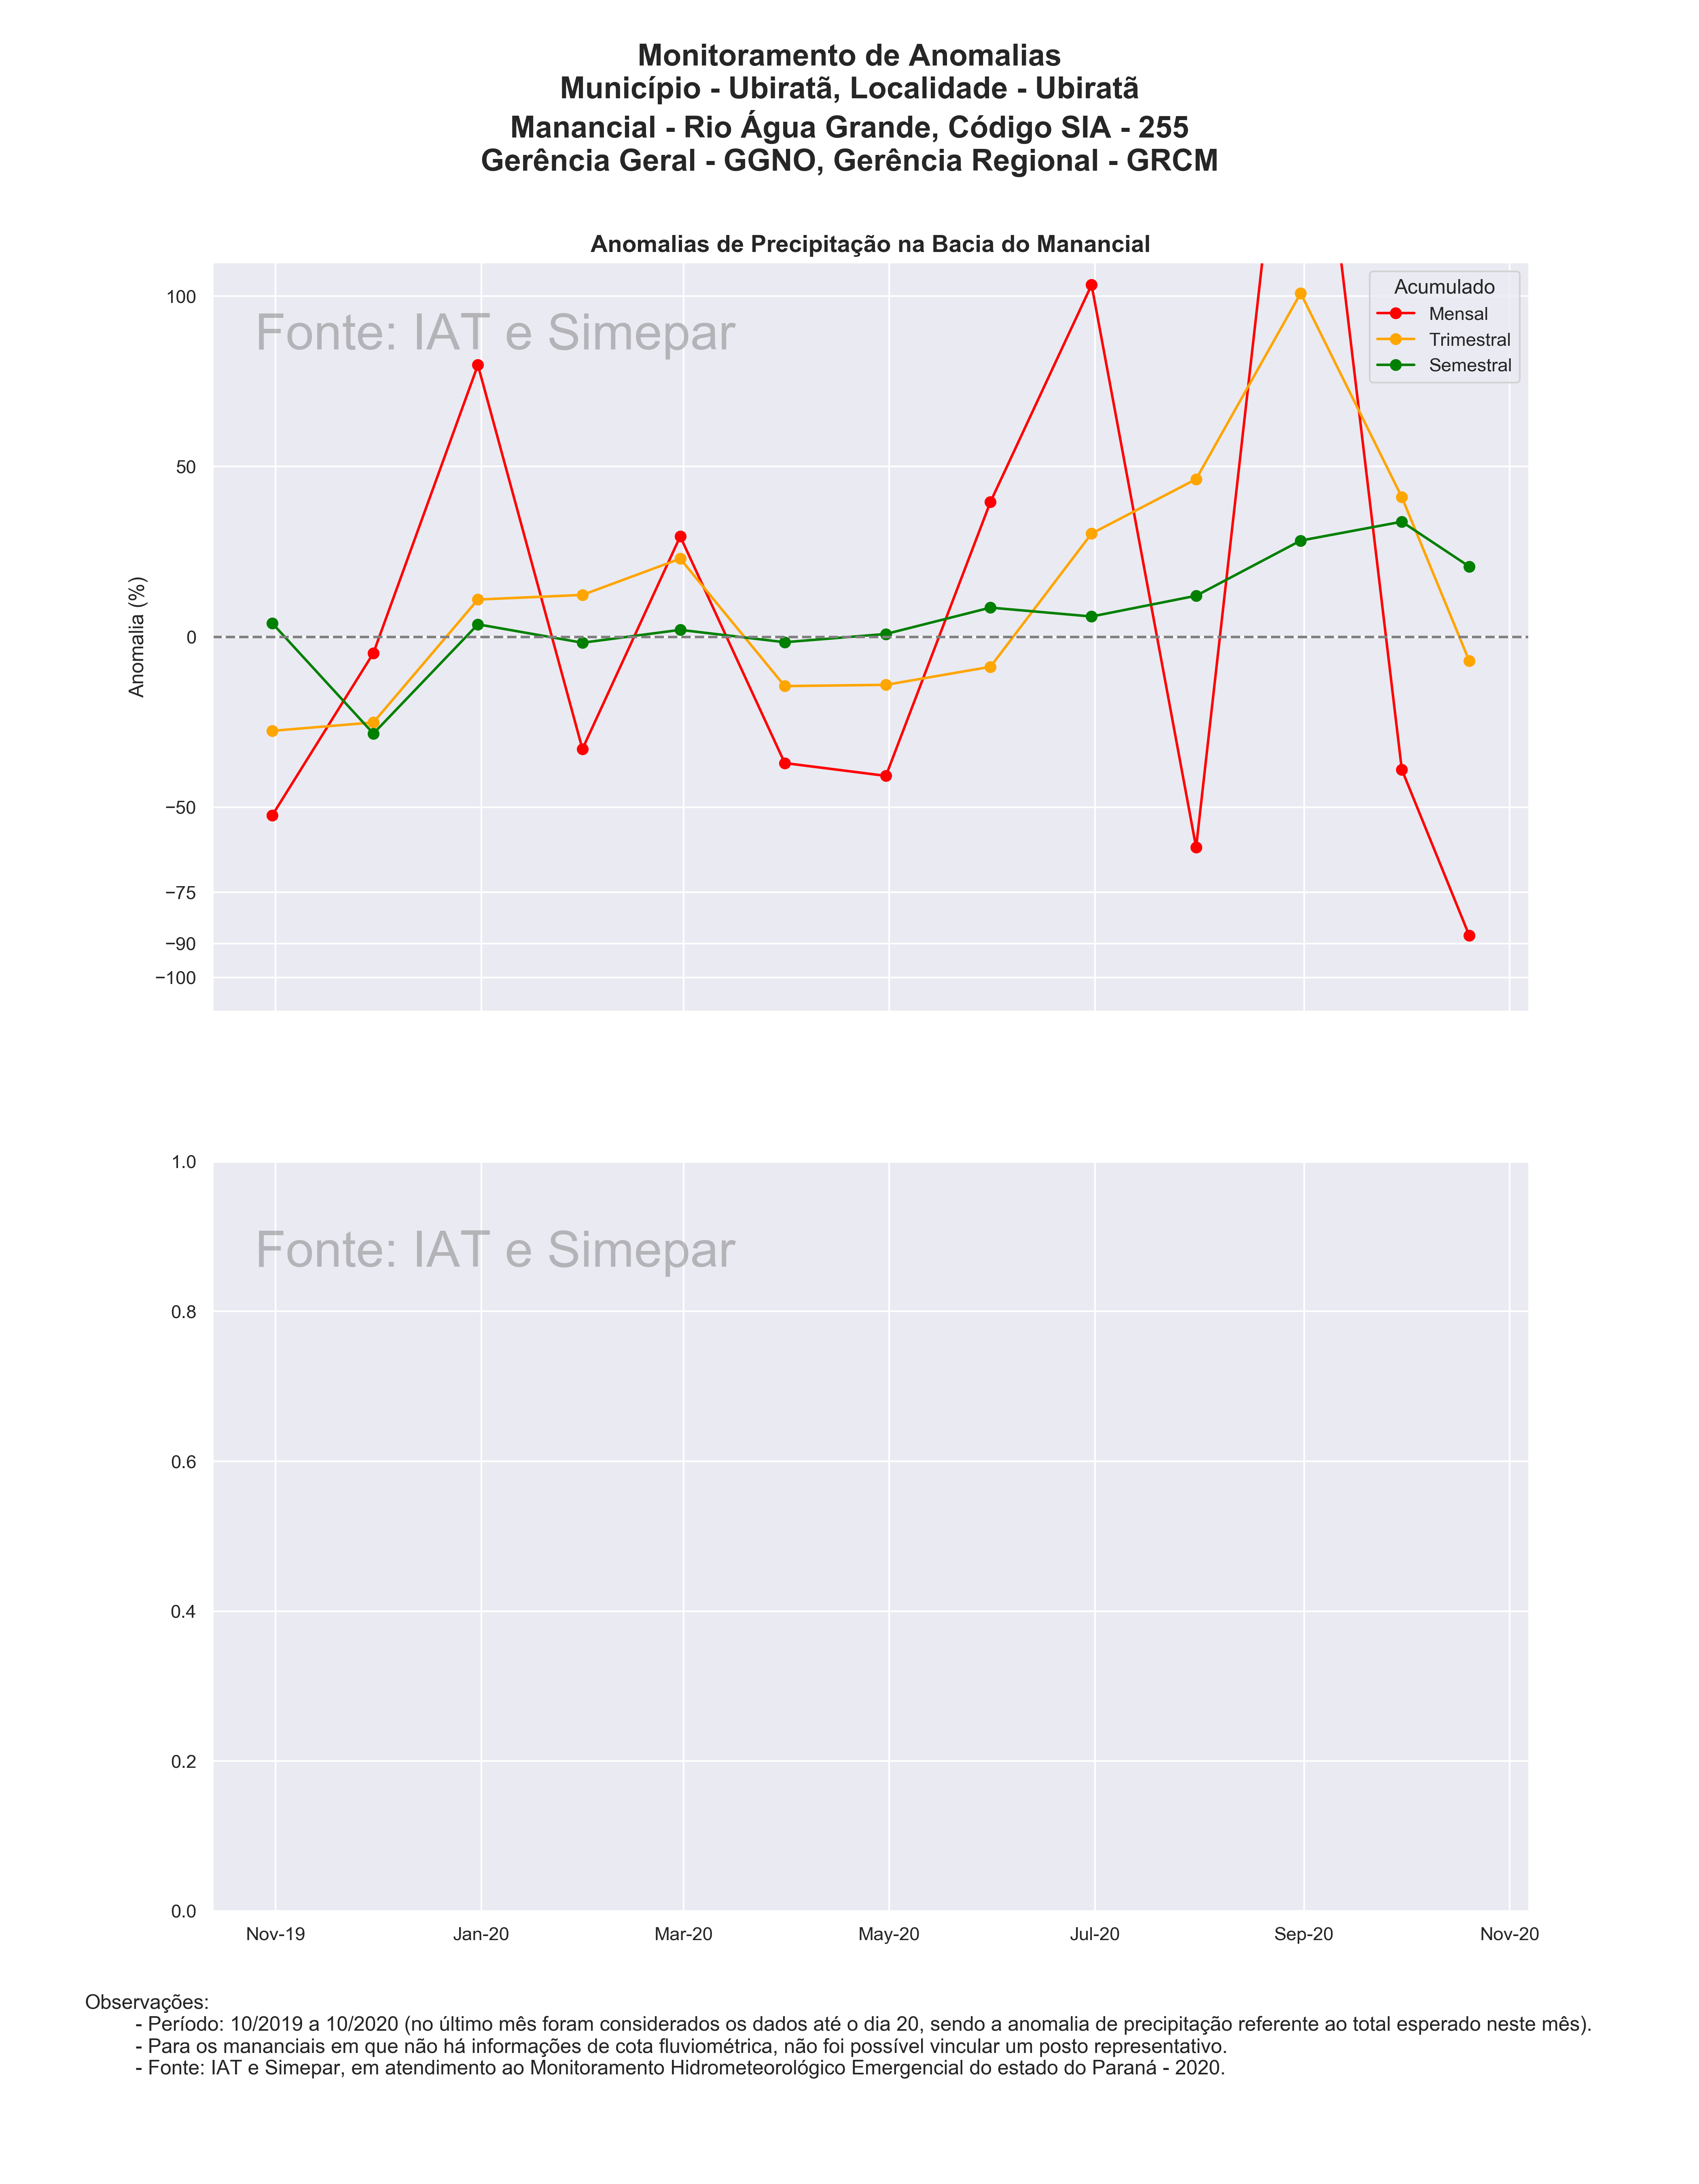 Monitoramento de Anomalias
Município - Ubiratã, Localidade - Ubiratã
Manancial - Rio Água Grande, Código SIA - 255
Gerência Geral - GGNO, Gerência Regional - GRCM
Anomalias de Precipitação na Bacia do Manancial
Fonte: IAT e Simepar
Acumulado
Mensal
Trimestral
Semestral
Anomalia (%)
100
50
0
−50
−75
−90
−100
Fonte: IAT e Simepar
1.0
0.8
0.6
0.4
0.2
0.0
Nov-19 Jan-20 Mar-20 May-20 Jul-20 Sep-20 Nov-20
Observações:
- Período: 10/2019 a 10/2020 (no último mês foram considerados os dados até o dia 20, sendo a anomalia de precipitação referente ao total esperado neste mês).
- Para os mananciais em que não há informações de cota fluviométrica, não foi possível vincular um posto representativo.
- Fonte: IAT e Simepar, em atendimento ao Monitoramento Hidrometeorológico Emergencial do estado do Paraná - 2020.